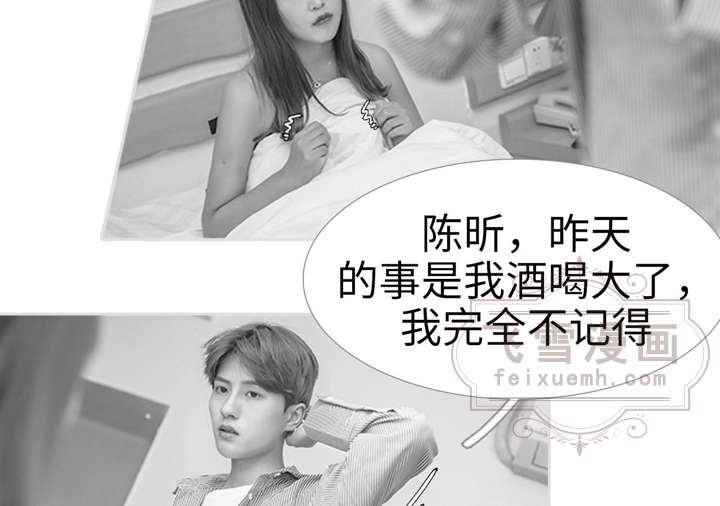 陈昕，昨天
的事是我酒喝大了，
我完全不记得
飞雪漫画
feixuemh.com